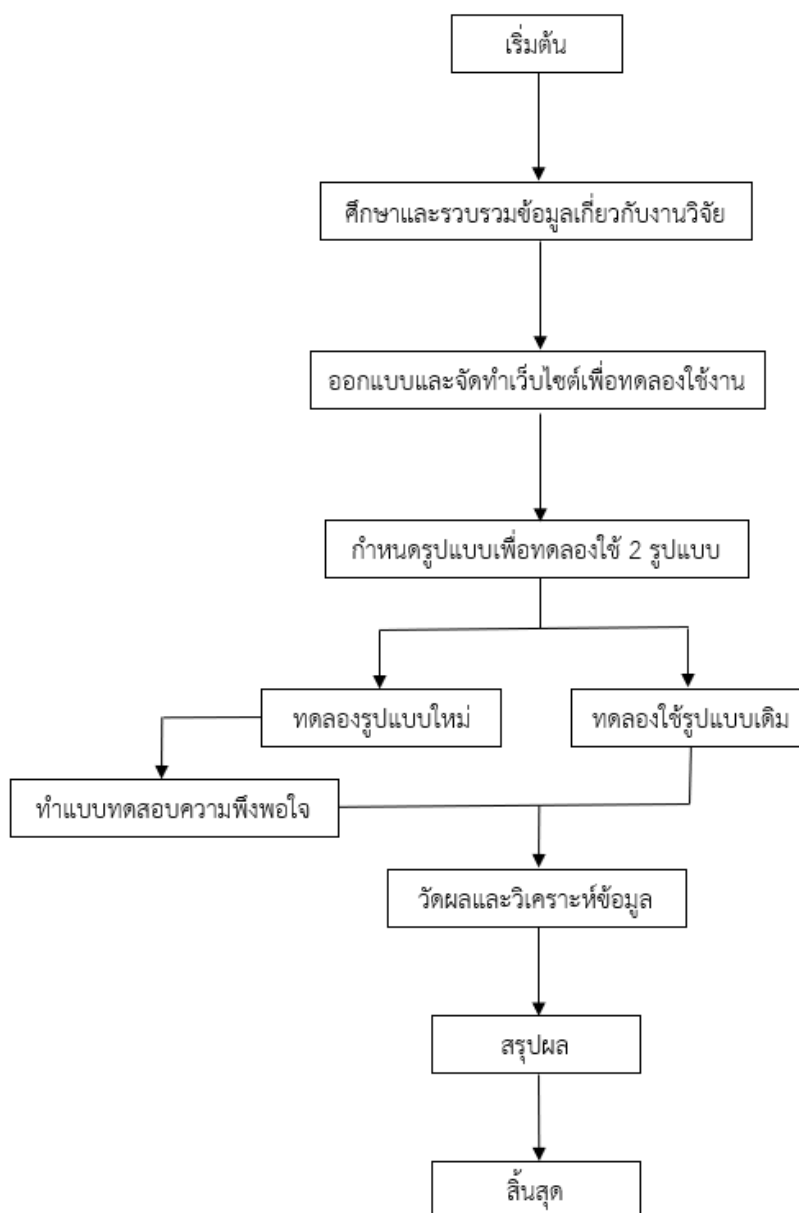 เริ่มต้น
ศึกษาและรวบรวมข้อมูลเกี่ยวกับงานวิจัย
ออกแบบและจัดทำเว็บไซต์เพื่อทดลองใช้งาน
กำหนดรูปแบบเพื่อทดลองใช้ 2 รูปแบบ
ทดลองรูปแบบใหม่
ทดลองใช้รูปแบบเดิม
ทำแบบทดสอบความพึงพอใจ
วัดผลและวิเคราะห์ข้อมูล
สรุปผล
สิ้นสุด